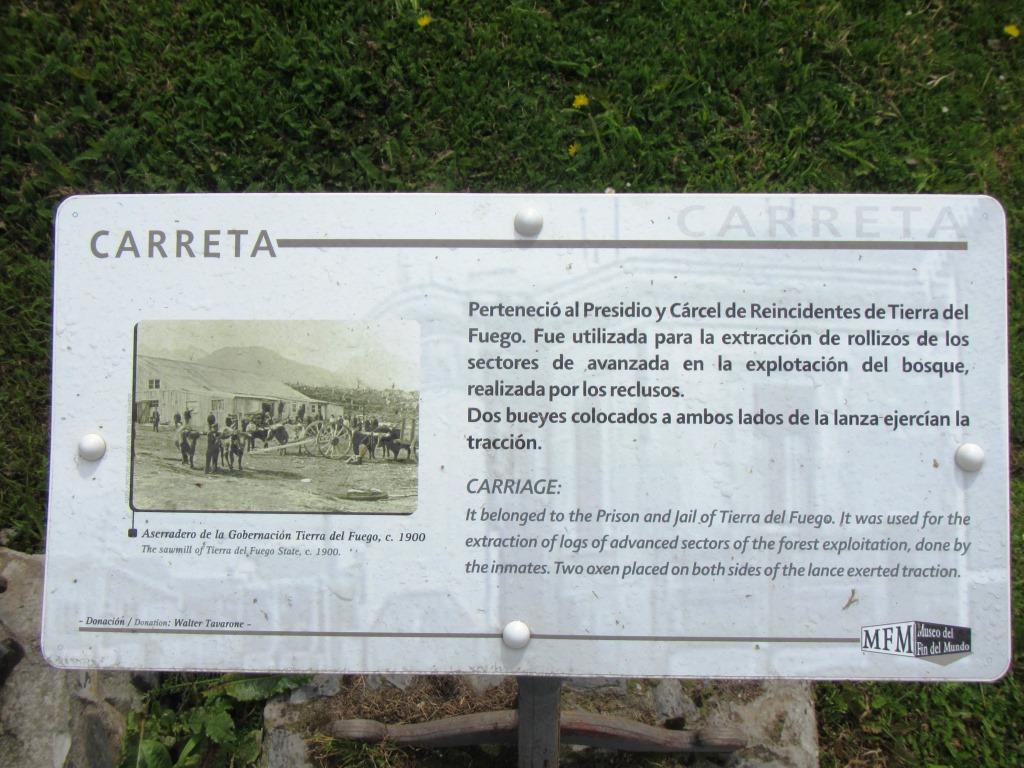 CARRETA
CARRETA
Perteneció al Presidio y Cárcel de Reincidentes de Tierra del
Fuego. Fue utilizada para la extracción de rollizos de los
sectores de avanzada en la explotación del bosque,
realizada por los reclusos.
Dos bueyes colocados a ambos lados de la lanza ejercían la
tracción.
CARRIAGE:
It belonged to the Prison and Jail of Tierra del Fuego. It was used for the
extraction of logs of advanced sectors of the forest exploitation, done by
the inmates. Two oxen placed on both sides of the lance exerted traction.
Aserradero de la Gobernación Tierra del Fuego, c. 1900
The sawmill of Tierra del Fuego State, c. 1900.
- Donación / Donation: Walter Tavarone -
MFM Museo del
Fin del Mundo